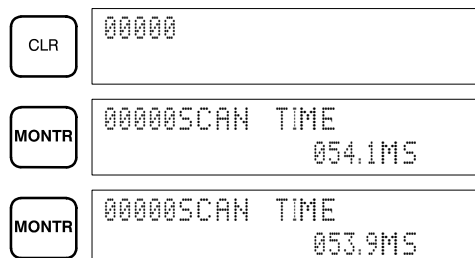 CLR
00000
MONTR
00000SCAN TIME
054.1MS
MONTR
00000SCAN TIME
053.9MS